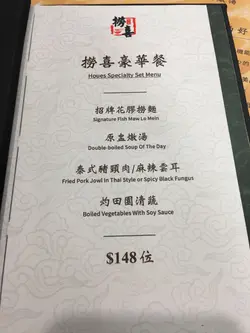 撈喜
撈喜豪華餐
Houes Specialty Set Menu
招牌花膠撈麵
Signature Fish Maw Lo Mein
原盅燉湯
Double-boiled Soup Of The Day
泰式豬頸肉/麻辣雲耳
Fried Pork Jowl In Thai Style or Spicy Black Fungus
灼田園清蔬
Boiled Vegetables With Soy Sauce
$148 位